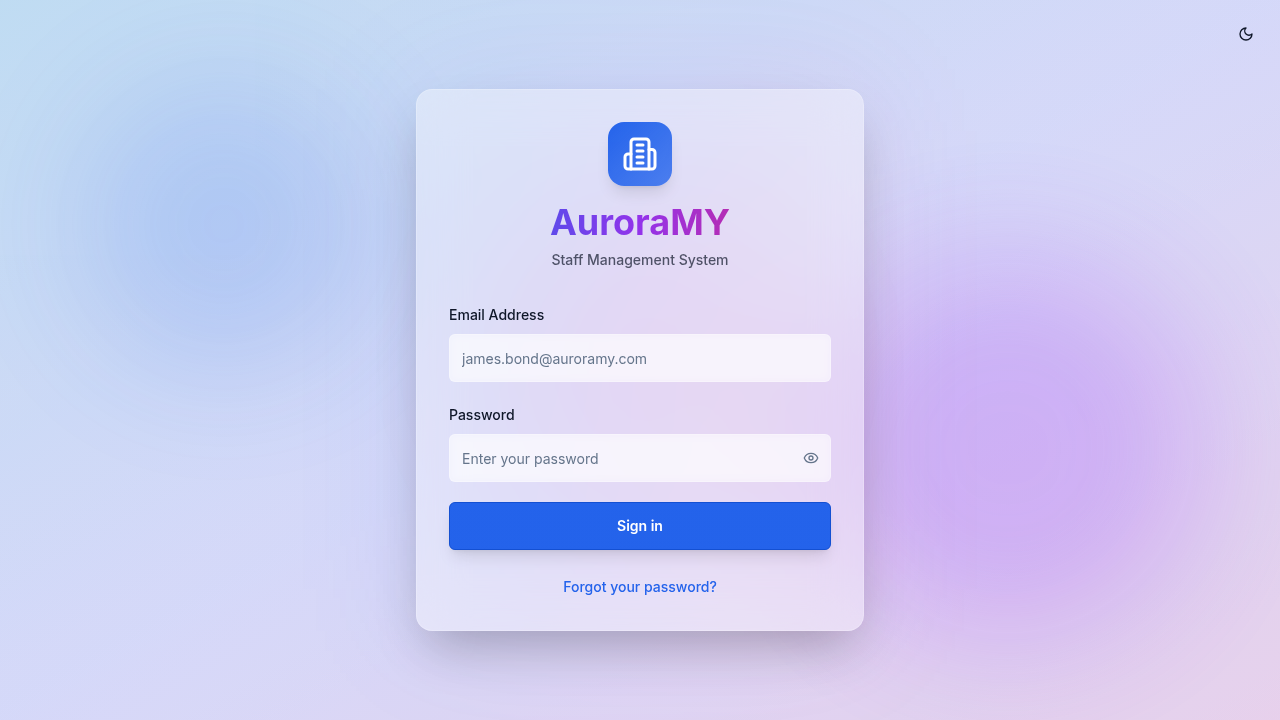 AuroraMY
Staff Management System
Email Address
james.bond@auroramy.com
Password
Enter your password
Sign in
Forgot your password?